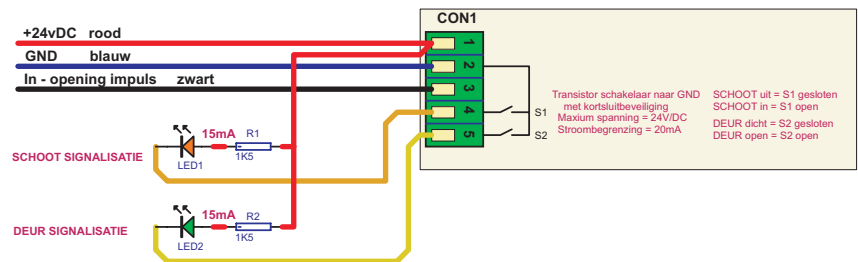 CON1
+24vDC rood
GND blauw
In - opening impuls zwart
1
2
3
4
5
S1
S2
Transistor schakelaar naar GND
met kortsluitbeveiliging
Maxium spanning = 24V/DC
Stroombegrenzing = 20mA
SCHOOT uit = S1 gesloten
SCHOOT in = S1 open
DEUR dicht = S2 gesloten
DEUR open = S2 open
15mA R1
1K5
LED1
SCHOOT SIGNALISATIE
15mA R2
1K5
LED2
DEUR SIGNALISATIE